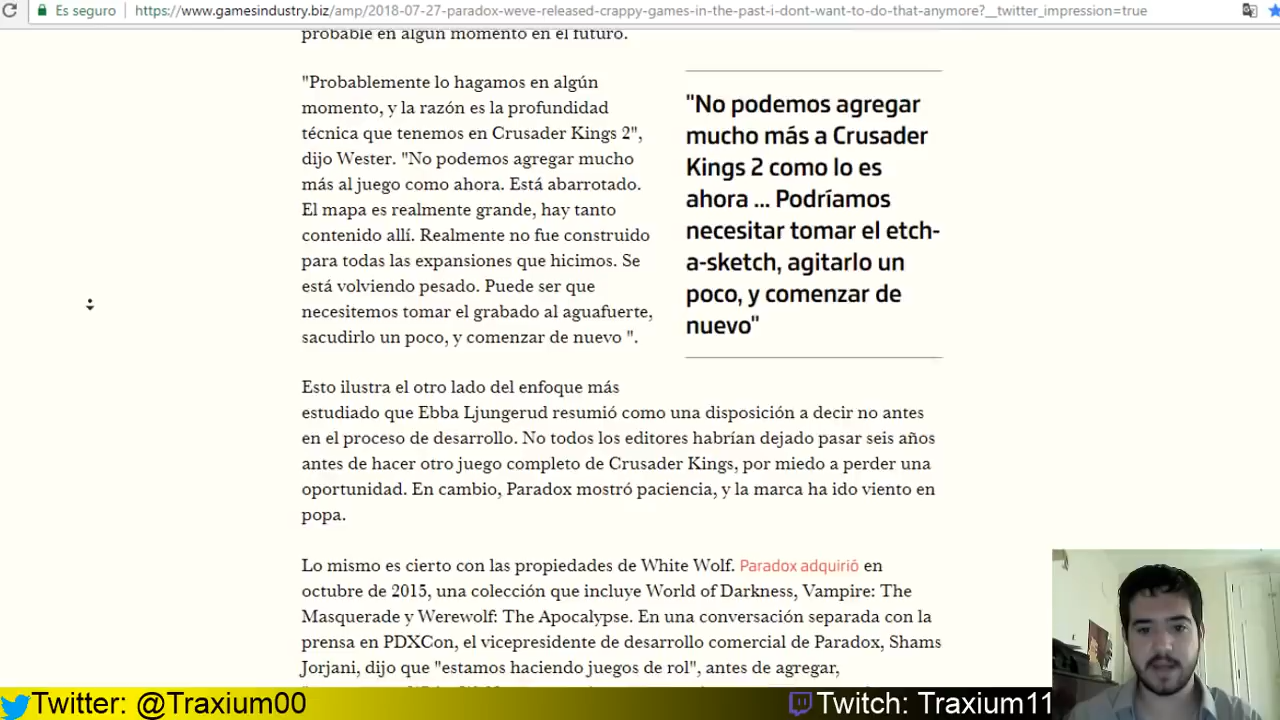 Es seguro https://www.gamesindustry.biz/amp/2018-07-27-paradox-weve-released-crappy-games-in-the-past-i-dont-want-to-do-that-anymore?__twitter_impression=true
probable en algún momento en el futuro.
"Probablemente lo hagamos en algún
momento, y la razón es la profundidad
técnica que tenemos en Crusader Kings 2",
dijo Wester. "No podemos agregar mucho
más al juego como ahora. Está abarrotado.
El mapa es realmente grande, hay tanto
contenido allí. Realmente no fue construido
para todas las expansiones que hicimos. Se
está volviendo pesado. Puede ser que
necesitemos tomar el grabado al aguafuerte,
sacudirlo un poco, y comenzar de nuevo ".
"No podemos agregar
mucho más a Crusader
Kings 2 como lo es
ahora ... Podríamos
necesitar tomar el etch-
a-sketch, agitarlo un
poco, y comenzar de
nuevo"
Esto ilustra el otro lado del enfoque más
estudiado que Ebba Ljungerud resumió como una disposición a decir no antes
en el proceso de desarrollo. No todos los editores habrían dejado pasar seis años
antes de hacer otro juego completo de Crusader Kings, por miedo a perder una
oportunidad. En cambio, Paradox mostró paciencia, y la marca ha ido viento en
popa.
Lo mismo es cierto con las propiedades de White Wolf. Paradox adquirió en
octubre de 2015, una colección que incluye World of Darkness, Vampire: The
Masquerade y Werewolf: The Apocalypse. En una conversación separada con la
prensa en PDXCon, el vicepresidente de desarrollo comercial de Paradox, Shams
Jorjani, dijo que "estamos haciendo juegos de rol", antes de agregar,
Twitter: @Traxium00
Twitch: Traxium11